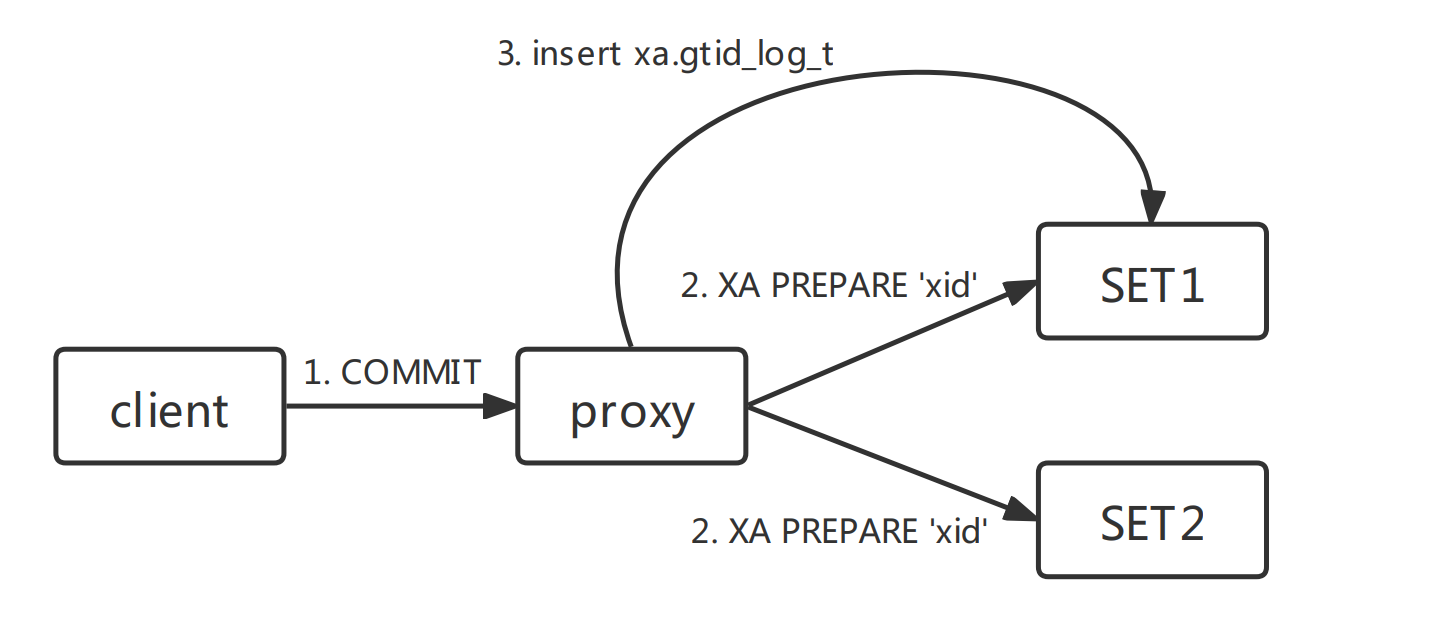 3. insert xa.gtid_log_t
2. XA PREPARE 'xid'
SET1
1. COMMIT
client
proxy
2. XA PREPARE 'xid'
SET2